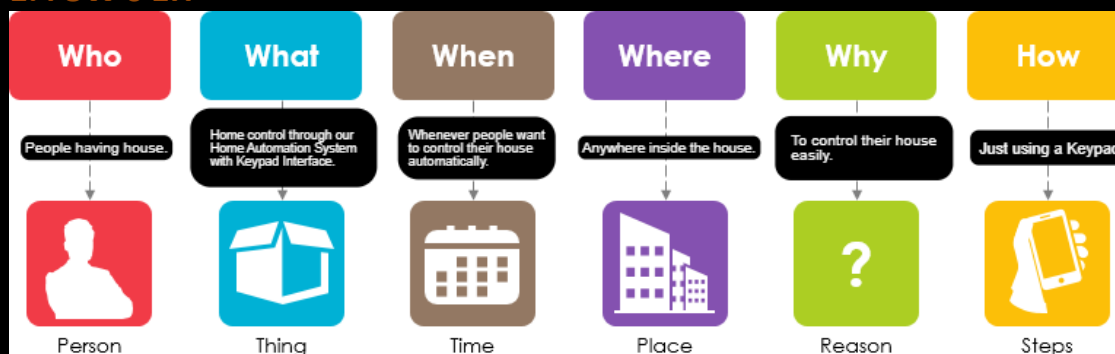 Who
What
When
Where
Why
How
People having house.
Home control through our
Home Automation System
with Keypad Interface.
Whenever people want
to control their house
automatically.
Anywhere inside the house.
To control their house
easily.
Just using a Keypad
?
Person
Thing
Time
Place
Reason
Steps